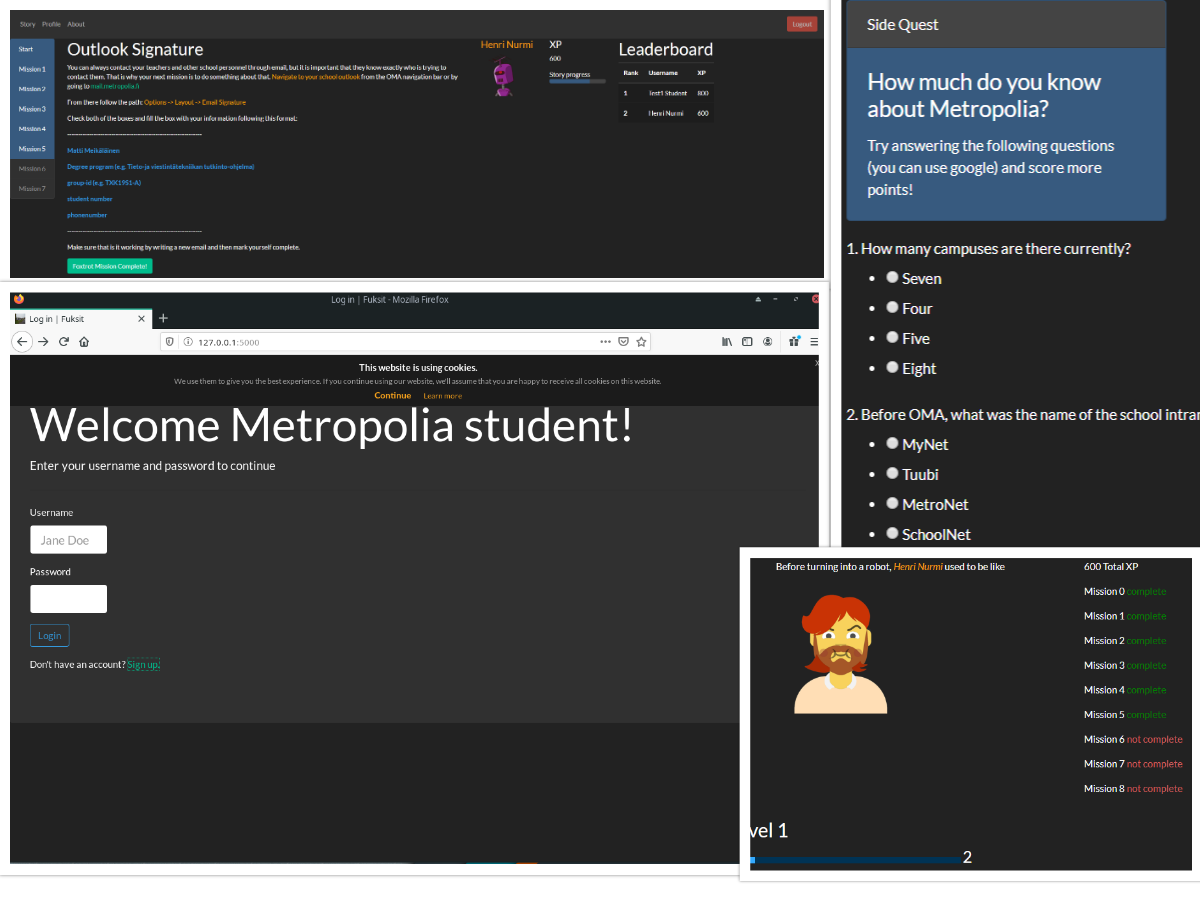 Story Profile About
Logout
Start
Mission 1
Mission 2
Mission 3
Mission 4
Mission 5
Mission 6
Mission 7
Outlook Signature
You can always contact your teachers and other school personnel through email, but it is important that they know exactly who is trying to
contact them. That is why your next mission is to do something about that. Navigate to your school outlook from the OMA navigation bar or by
going to mail.metropolia.fi
From there follow the path: Options -> Layout -> Email Signature
Check both of the boxes and fill the box with your information following this format:
Matti Meikäläinen
Degree program (e.g. Tieto-ja viestintätekniikan tutkinto-ohjelma)
group-id (e.g. TXK19S1-A)
student number
phonenumber
Make sure that is it working by writing a new email and then mark yourself complete.
Foxtrot Mission Complete!
Henri Nurmi
XP
600
Story progress
Leaderboard
Rank Username XP
1 Test1 Student 800
2 Henri Nurmi 600
Side Quest
How much do you know
about Metropolia?
Try answering the following questions
(you can use google) and score more
points!
1. How many campuses are there currently?
Seven
Four
Five
Eight
2. Before OMA, what was the name of the school intran
MyNet
Tuubi
MetroNet
SchoolNet
Log in | Fuksit - Mozilla Firefox
Log in | Fuksit
127.0.0.1:5000
This website is using cookies.
We use them to give you the best experience. If you continue using our website, we'll assume that you are happy to receive all cookies on this website.
Continue Learn more
x
Welcome Metropolia student!
Enter your username and password to continue
Username
Jane Doe
Password
Login
Don't have an account? Sign up!
Before turning into a robot, Henri Nurmi used to be like
600 Total XP
Mission 0 complete
Mission 1 complete
Mission 2 complete
Mission 3 complete
Mission 4 complete
Mission 5 complete
Mission 6 not complete
Mission 7 not complete
Mission 8 not complete
vel 1
2